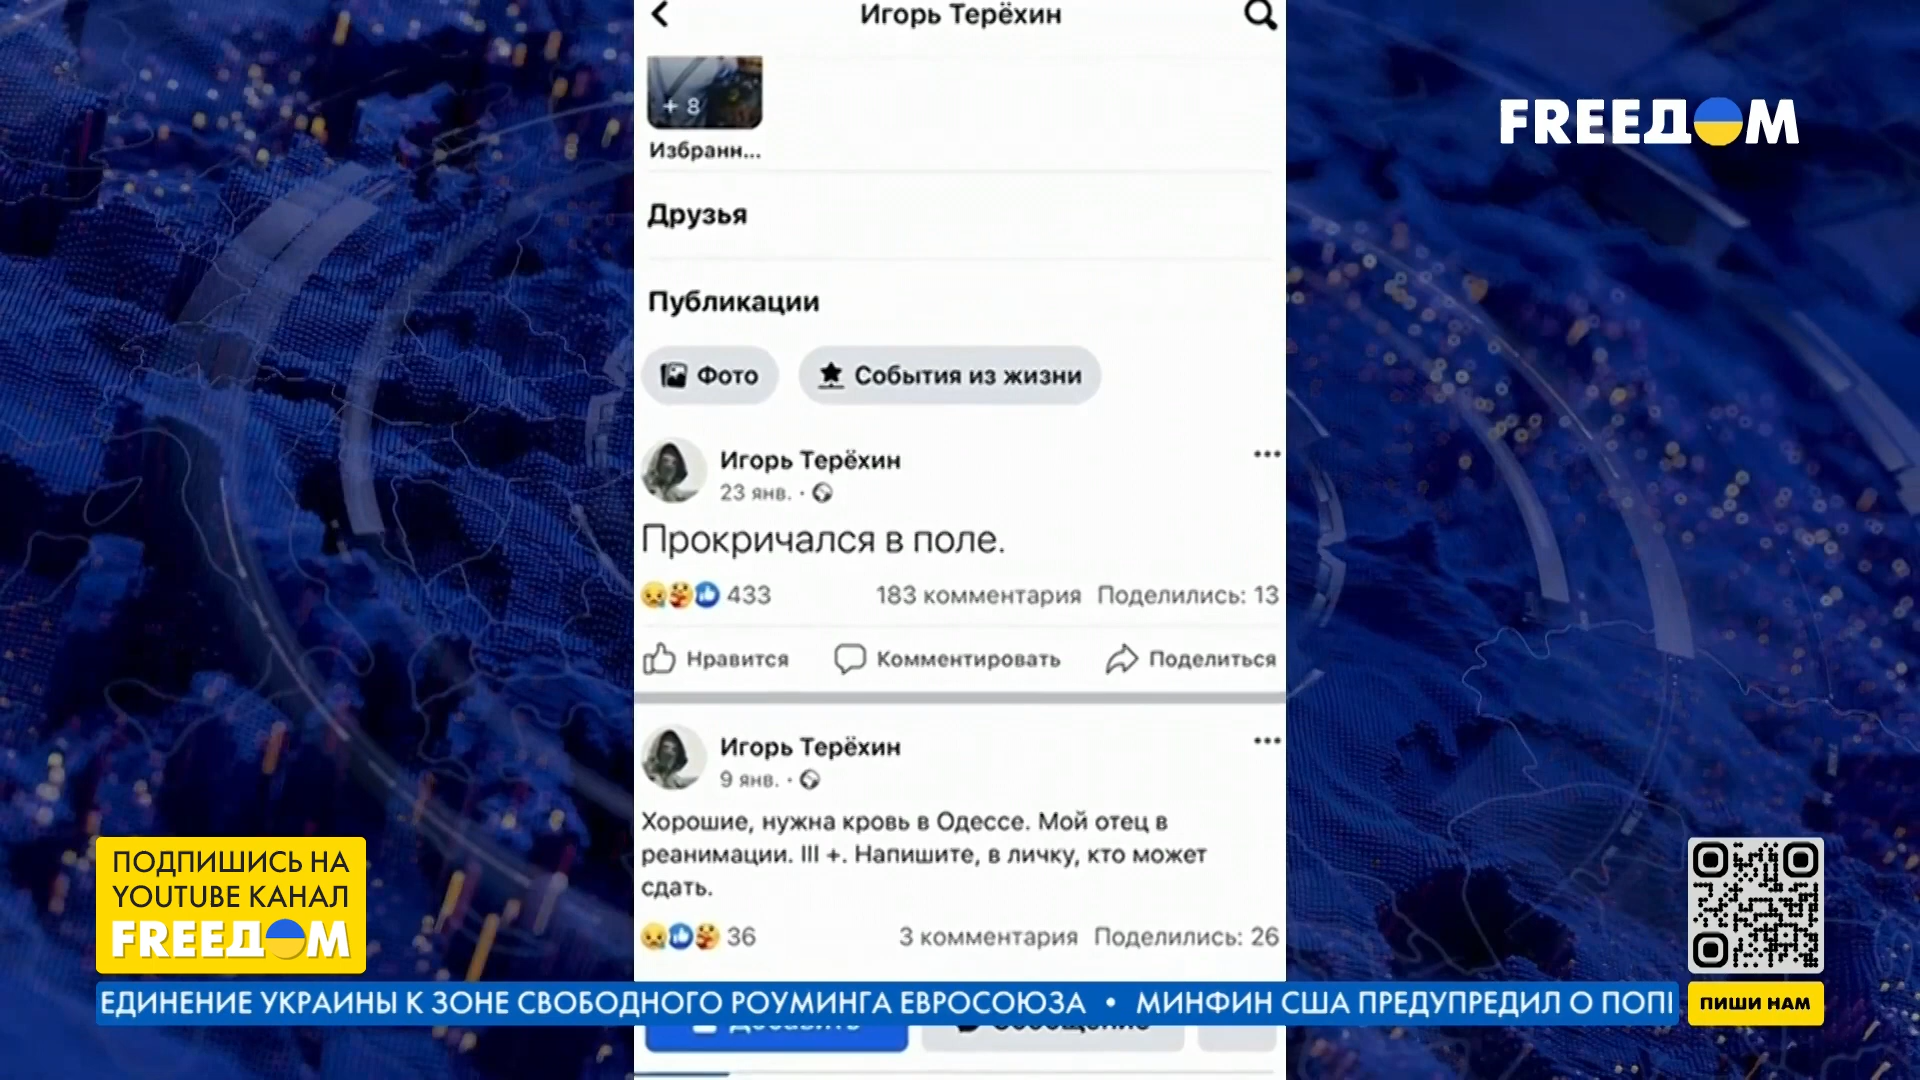 Игорь Терёхин
+ 8
Избранн...
FREEДOM
Друзья
Публикации
Фото
События из жизни
Игорь Терёхин
23 янв. ·
Прокричался в поле.
433
183 комментария
Поделились: 13
Нравится
Комментировать
Поделиться
Игорь Терёхин
9 янв. ·
Хорошие, нужна кровь в Одессе. Мой отец в
реанимации. III +. Напишите, в личку, кто может
сдать.
36
3 комментария
Поделились: 26
ПОДПИШИСЬ НА
YOUTUBE КАНАЛ
FREEДOM
ЕДИНЕНИЕ УКРАИНЫ К ЗОНЕ СВОБОДНОГО РОУМИНГА ЕВРОСОЮЗА • МИНФИН США ПРЕДУПРЕДИЛ О
ПИШИ НАМ